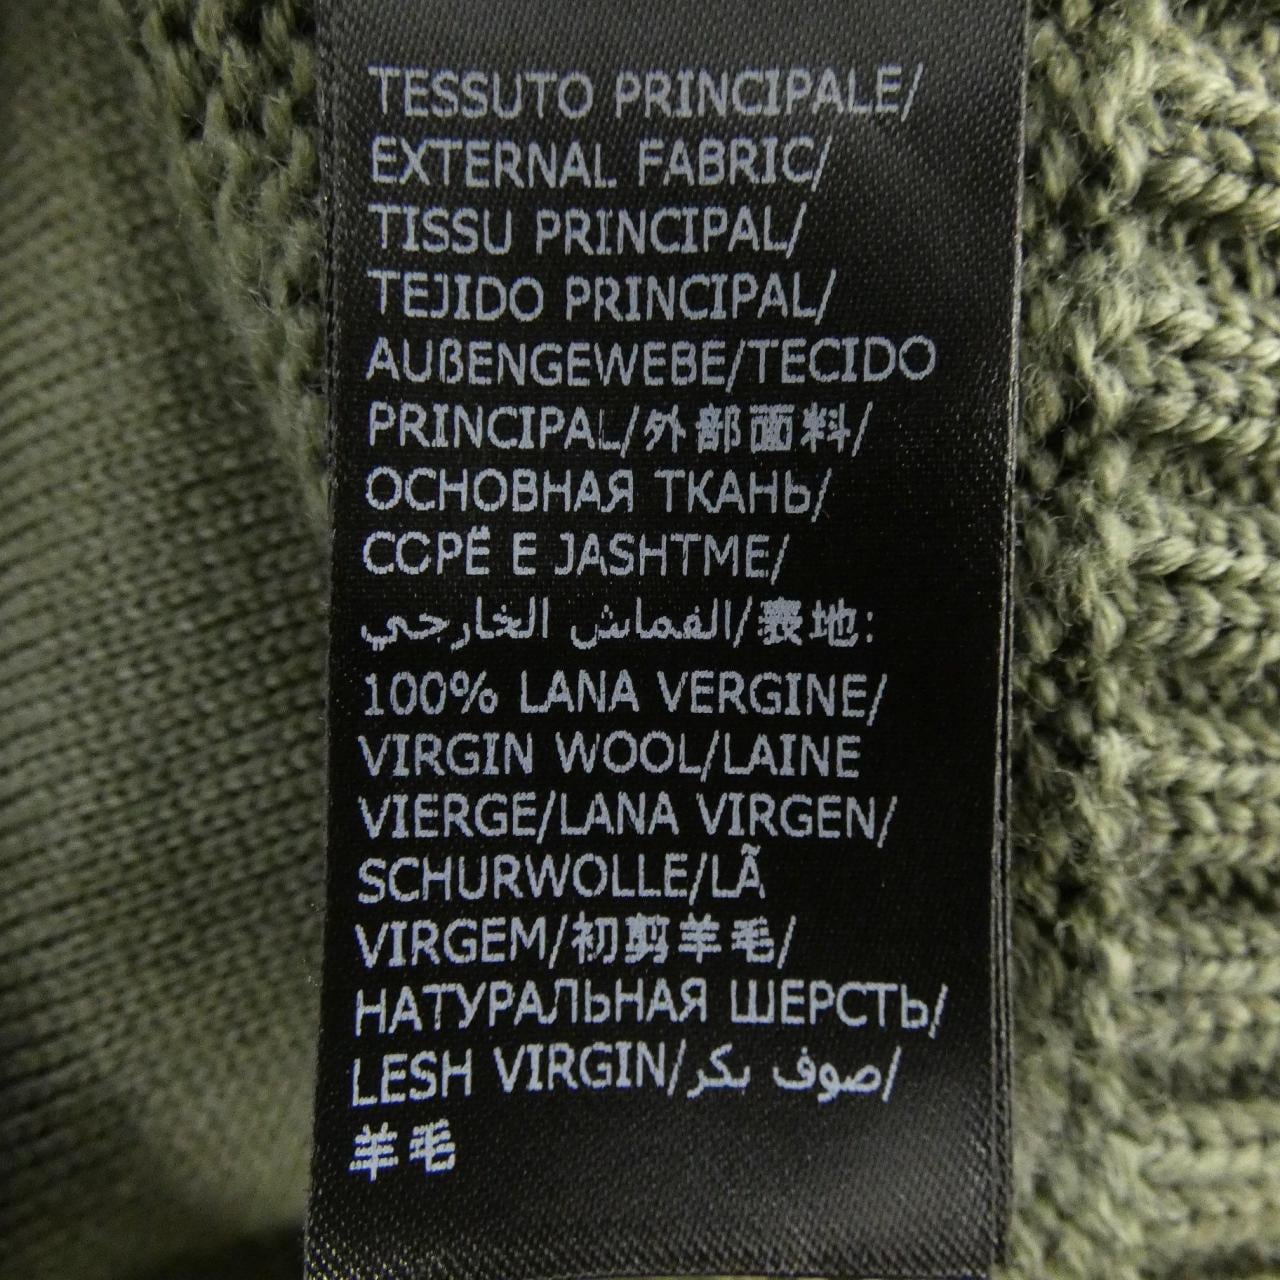 TESSUTO PRINCIPALE/
EXTERNAL FABRIC/
TISSU PRINCIPAL/
TEJIDO PRINCIPAL/
AUßENGEWEBE/TECIDO
PRINCIPAL/外部面料/
ОСНОВНАЯ ТКАНЬ/
COPË E JASHTME/
القماش الخارجي/表地:
100% LANA VERGINE/
VIRGIN WOOL/LAINE
VIERGE/LANA VIRGEN/
SCHURWOLLE/LÃ
VIRGEM/初剪羊毛/
НАТУРАЛЬНАЯ ШЕРСТЬ/
LESH VIRGIN/صوف بكر/
羊毛